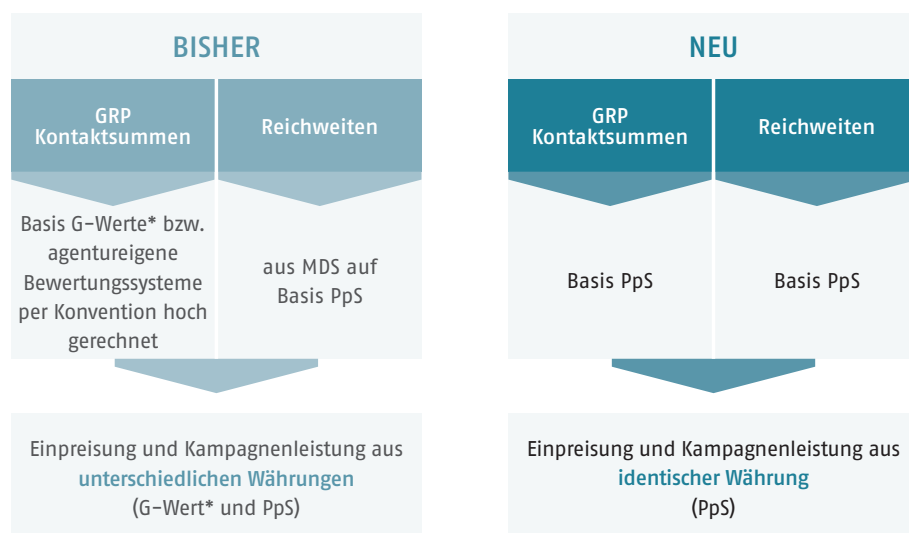 BISHER
GRP
Kontaktsummen
Reichweiten
Basis G-Werte* bzw.
agentureigene
Bewertungssysteme
per Konvention hoch
gerechnet
aus MDS auf
Basis PpS
Einpreisung und Kampagnenleistung aus
unterschiedlichen Währungen
(G-Wert* und PpS)
NEU
GRP
Kontaktsummen
Reichweiten
Basis PpS
Basis PpS
Einpreisung und Kampagnenleistung aus
identischer Währung
(PpS)